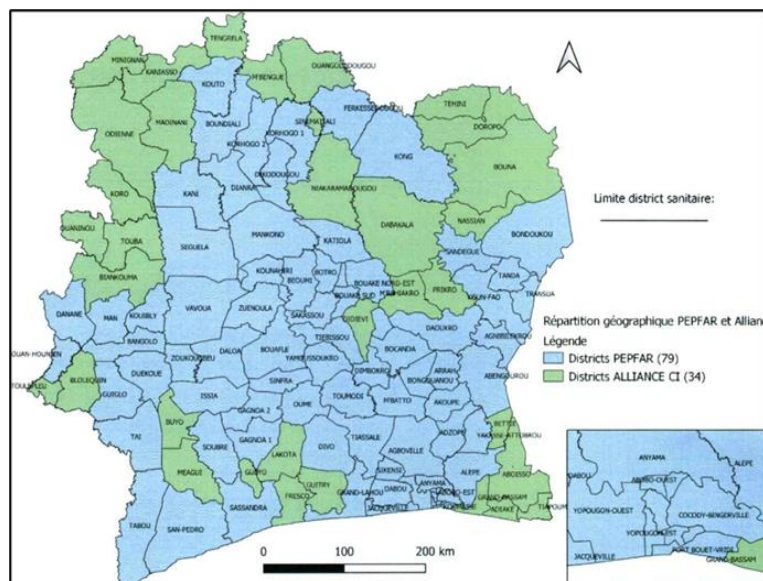 TENGRELA
MINIGNAN
KANIASSO
M'BENGUE
OUANGOLODOUGOU
KOUTO
TEHINI
ODIENNE
MADINANI
BOUNDIALI
KORHOGO 2
KORHOGO 1
SINEMATIALI
FERKESSEDOUGOU
DOROPO
KONG
BOUNA
DIKODOUGOU
NIAKARAMADOUGOU
KORO
KANI
DIANRA
DABAKALA
NASSIAN
Limite district sanitaire:
OUANINOU
TOUBA
SEGUELA
MANKONO
KATIOLA
BONDOUKOU
SANDEGUE
BIANKOUMA
KOUNAHIRI
BEOUMI
BOTRO
BOUAKE NORD-EST
PRIKRO
TANDA
KOUN-FAO
TRANSUA
DANANE
MAN
KOUIBLY
VAVOUA
ZUENOULA
SAKASSOU
BOUAKE SUD
DIDIEVI
DAOUKRO
Répartition géographique PEPFAR et Allian
Légende
BANGOLO
ZOUKOUGBEU
DALOA
BOUAFLE
TIEBISSOU
YAMOUSSOUKRO
BOCANDA
AGNIBILEKROU
Districts PEPFAR (79)
Districts ALLIANCE CI (34)
BLOLEQUIN
DUEKOUE
GUIGLO
ISSIA
SINFRA
DIMBOKRO
BONGOUANOU
ARRAH
ABENGOUROU
OUME
TOUMODI
M'BATTO
AKOUPE
TAI
BUYO
SOUBRE
GAGNOA 2
GAGNOA 1
LAKOTA
DIVO
TIASSALE
AGBOVILLE
ADZOPE
BETTIE
YAKASSE-ATTOBROU
MEAGUI
GUEYO
SIKENSI
ALEPE
ABOISSO
FRESCO
GUITRY
GRAND-LAHOU
DABOU
ANYAMA
JACQUEVILLE
GRAND-BASSAM
ADIAKE
TIAPOUM
TABOU
SAN-PEDRO
SASSANDRA
0 100 200 km
ANYAMA
DABOU
ABOBO-OUEST
ALEPE
YOPOUGON-OUEST
COCODY-BINGERVILLE
JACQUEVILLE
PORT BOUET-VRIDI
GRAND-BASSAM